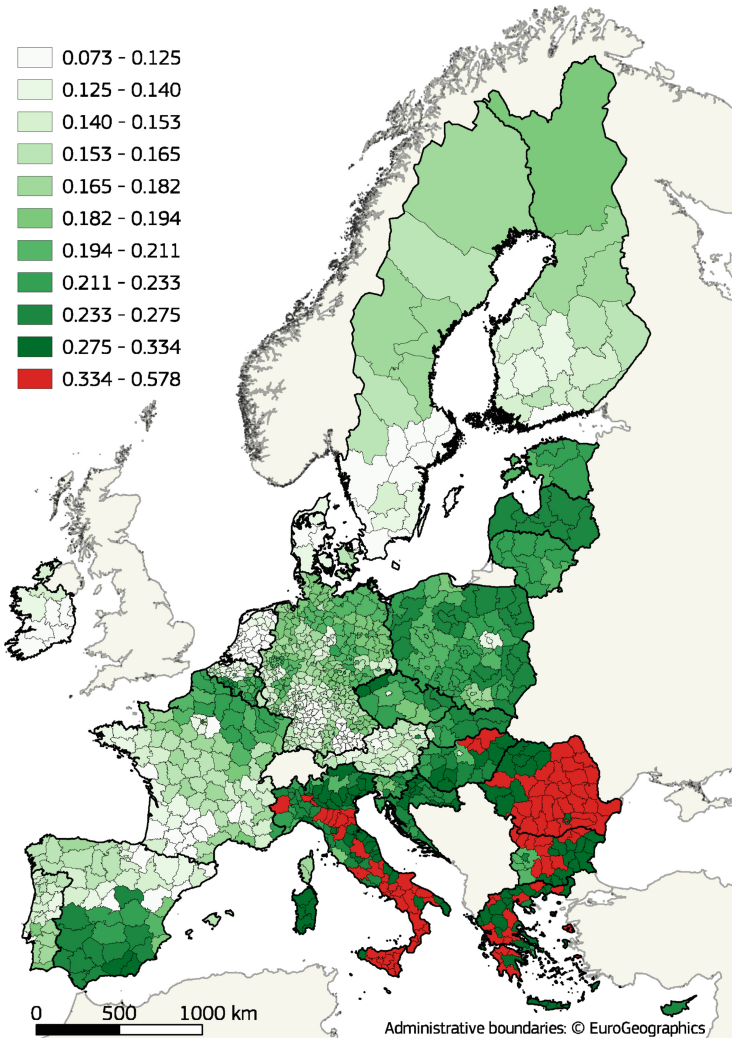 0.073 - 0.125
0.125 - 0.140
0.140 - 0.153
0.153 - 0.165
0.165 - 0.182
0.182 - 0.194
0.194 - 0.211
0.211 - 0.233
0.233 - 0.275
0.275 - 0.334
0.334 - 0.578
0 500 1000 km
Administrative boundaries: © EuroGeographics